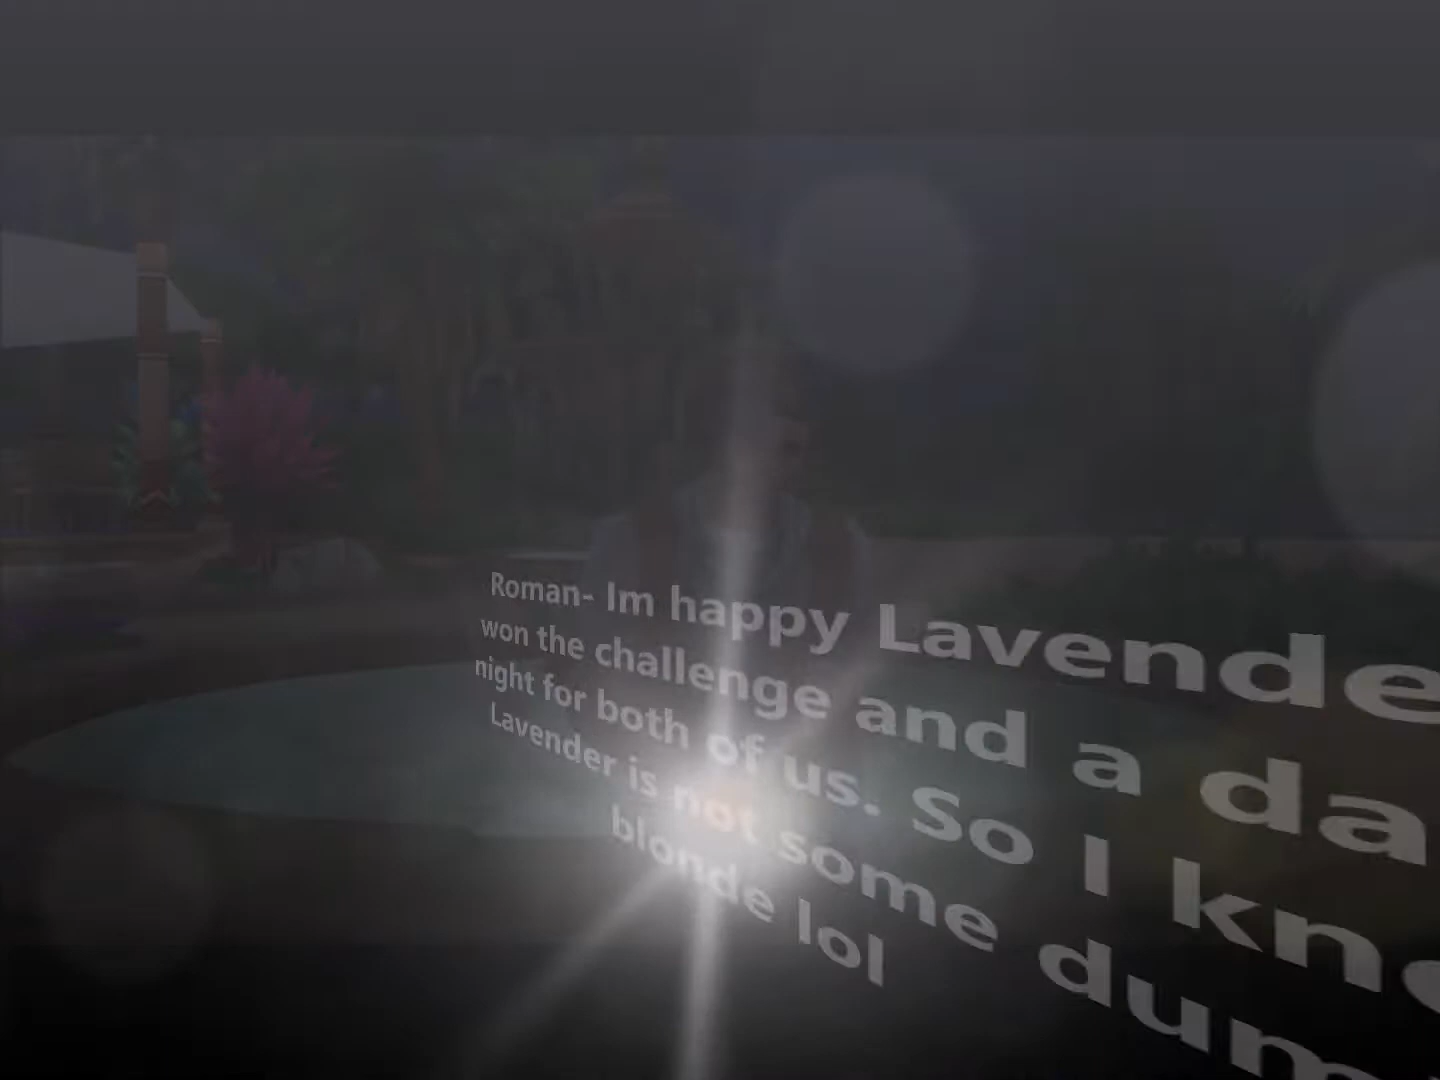 Roman- Im happy Lavende
won the challenge and a da
night for both of us. So I kno
Lavender is not some dum
blonde lol